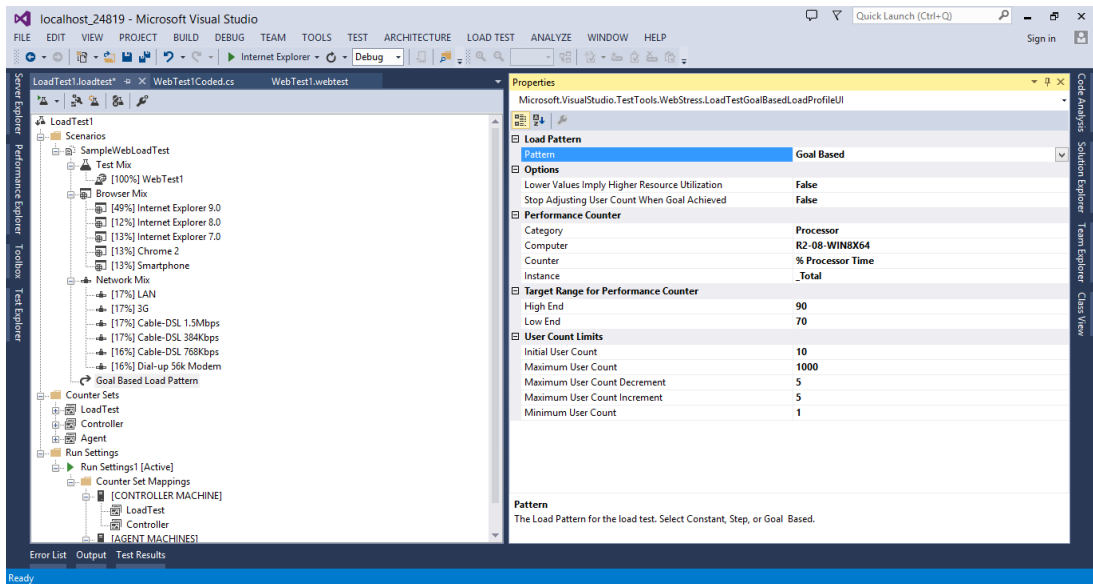 localhost_24819 - Microsoft Visual Studio
Quick Launch (Ctrl+Q)
FILE EDIT VIEW PROJECT BUILD DEBUG TEAM TOOLS TEST ARCHITECTURE LOAD TEST ANALYZE WINDOW HELP
Sign in
Internet Explorer
Debug
Server Explorer
Performance Explorer
Toolbox
Test Explorer
LoadTest1.loadtest*
WebTest1Coded.cs
WebTest1.webtest
LoadTest1
Scenarios
SampleWebLoadTest
Test Mix
[100%] WebTest1
Browser Mix
[49%] Internet Explorer 9.0
[12%] Internet Explorer 8.0
[13%] Internet Explorer 7.0
[13%] Chrome 2
[13%] Smartphone
Network Mix
[17%] LAN
[17%] 3G
[17%] Cable-DSL 1.5Mbps
[17%] Cable-DSL 384Kbps
[16%] Cable-DSL 768Kbps
[16%] Dial-up 56k Modem
Goal Based Load Pattern
Counter Sets
LoadTest
Controller
Agent
Run Settings
Run Settings1 [Active]
Counter Set Mappings
[CONTROLLER MACHINE]
LoadTest
Controller
[AGENT MACHINES]
Properties
Microsoft.VisualStudio.TestTools.WebStress.LoadTestGoalBasedLoadProfileUI
Load Pattern
Pattern Goal Based
Options
Lower Values Imply Higher Resource Utilization False
Stop Adjusting User Count When Goal Achieved False
Performance Counter
Category Processor
Computer R2-08-WIN8X64
Counter % Processor Time
Instance _Total
Target Range for Performance Counter
High End 90
Low End 70
User Count Limits
Initial User Count 10
Maximum User Count 1000
Maximum User Count Decrement 5
Maximum User Count Increment 5
Minimum User Count 1
Pattern
The Load Pattern for the load test. Select Constant, Step, or Goal Based.
Code Analysis
Solution Explorer
Team Explorer
Class View
Error List Output Test Results
Ready